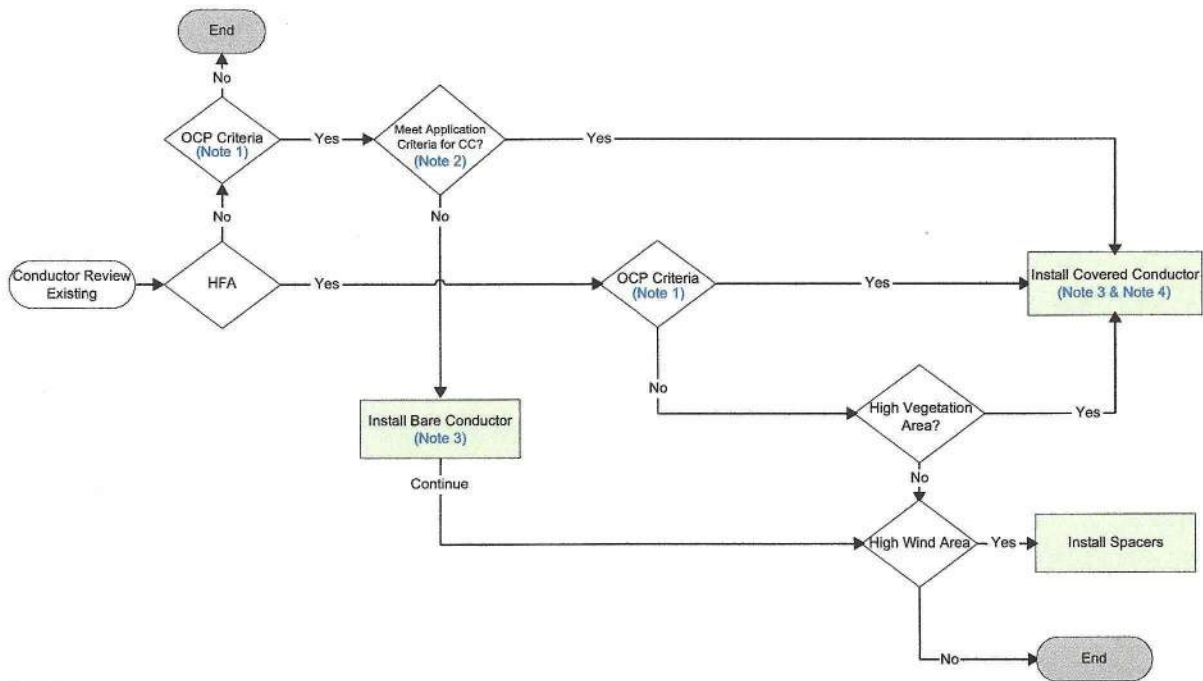 End
No
OCP Criteria
(Note 1)
Yes
Meet Application
Criteria for CC?
(Note 2)
Yes
No
No
Conductor Review
Existing
HFA
Yes
OCP Criteria
(Note 1)
Yes
Install Covered Conductor
(Note 3 & Note 4)
No
High Vegetation
Area?
Yes
Install Bare Conductor
(Note 3)
Continue
No
High Wind Area
Yes
Install Spacers
No
End